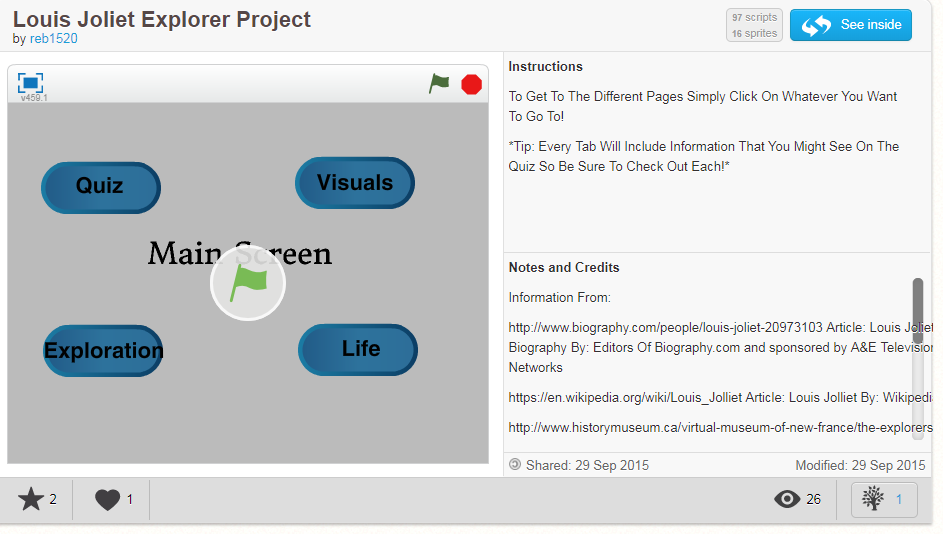 Louis Joliet Explorer Project
by reb1520
97 scripts
16 sprites
See inside
v459.1
Quiz
Visuals
Main Screen
Exploration
Life
Instructions
To Get To The Different Pages Simply Click On Whatever You Want
To Go To!
*Tip: Every Tab Will Include Information That You Might See On The
Quiz So Be Sure To Check Out Each!*
Notes and Credits
Information From:
http://www.biography.com/people/louis-joliet-20973103 Article: Louis Joliet
Biography By: Editors Of Biography.com and sponsored by A&E Television
Networks
https://en.wikipedia.org/wiki/Louis_Jolliet Article: Louis Jolliet By: Wikipedi
http://www.historymuseum.ca/virtual-museum-of-new-france/the-explorers
Shared: 29 Sep 2015
Modified: 29 Sep 2015
2
1
26
1